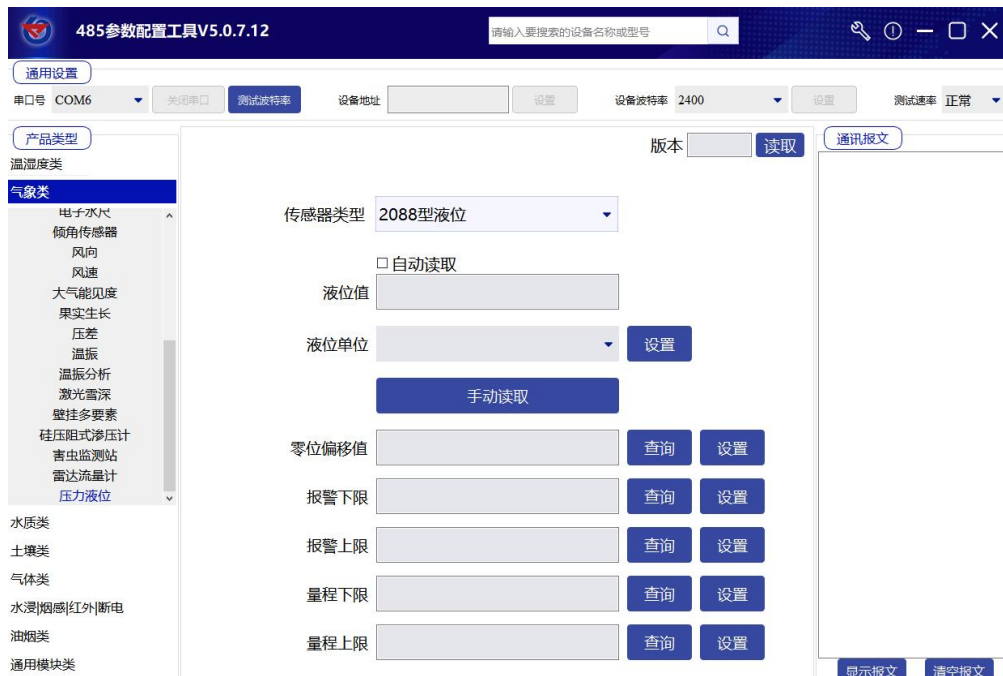 485参数配置工具V5.0.7.12
请输入要搜索的设备名称或型号
通用设置
串口号 COM6 关闭串口 测试波特率 设备地址 设置 设备波特率 2400 设置 测试速率 正常
产品类型
温湿度类
气象类
电子水尺
倾角传感器
风向
风速
大气能见度
果实生长
压差
温振
温振分析
激光雪深
壁挂多要素
硅压阻式渗压计
害虫监测站
雷达流量计
压力液位
水质类
土壤类
气体类
水浸|烟感|红外|断电
油烟类
通用模块类
版本 读取
传感器类型 2088型液位
自动读取
液位值
液位单位 设置
手动读取
零位偏移值 查询 设置
报警下限 查询 设置
报警上限 查询 设置
量程下限 查询 设置
量程上限 查询 设置
通讯报文
显示报文 清空报文